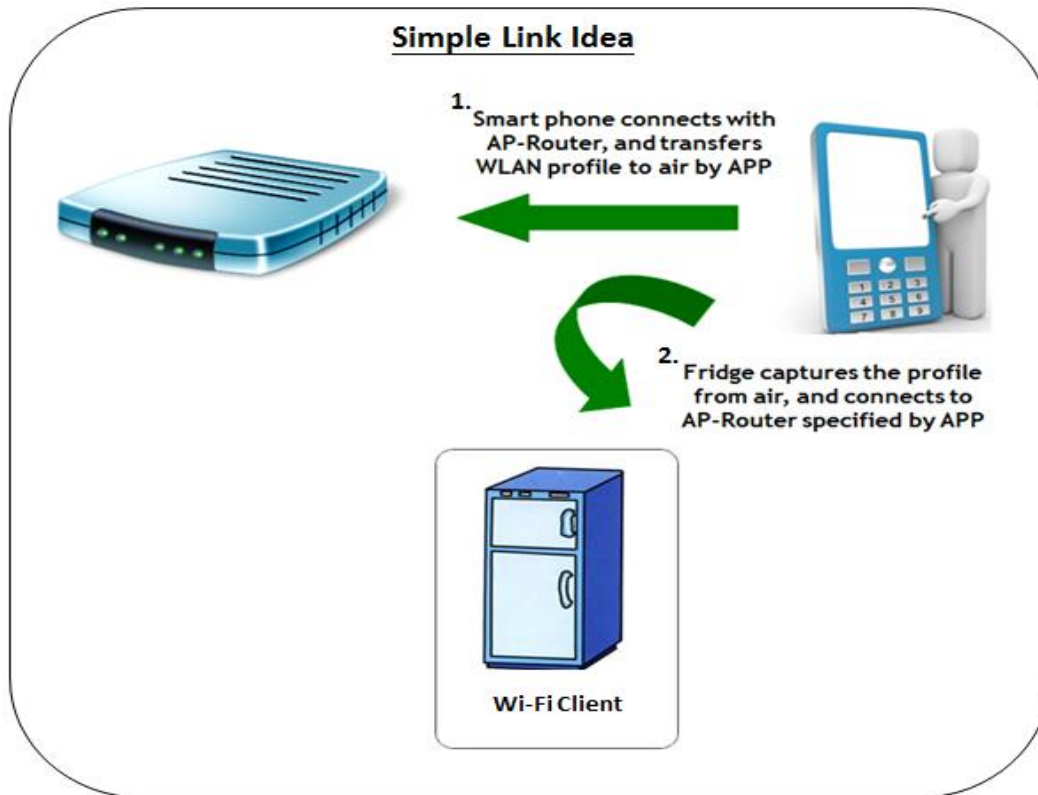 Simple Link Idea
1.
Smart phone connects with
AP-Router, and transfers
WLAN profile to air by APP
2.
Fridge captures the profile
from air, and connects to
AP-Router specified by APP
1 2 3
4 5 6
7 8 9
Wi-Fi Client